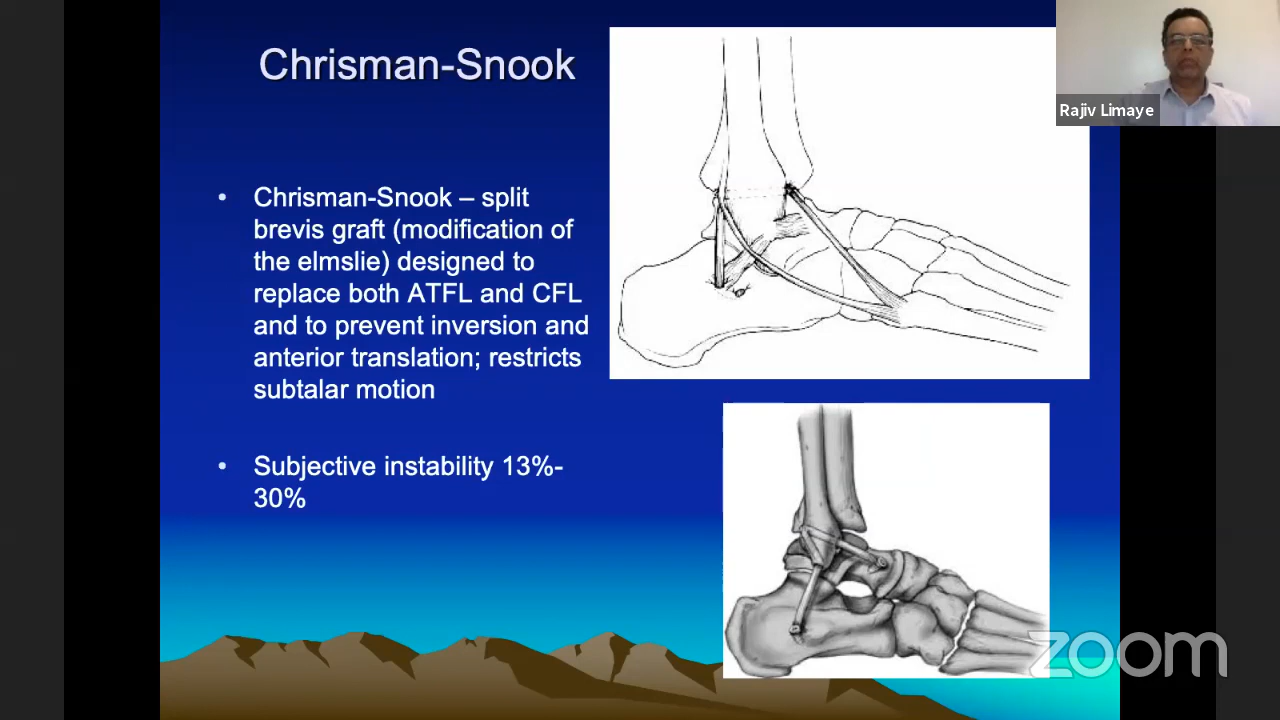 Chrisman-Snook
Rajiv Limaye
• Chrisman-Snook – split
brevis graft (modification of
the elmslie) designed to
replace both ATFL and CFL
and to prevent inversion and
anterior translation; restricts
subtalar motion
• Subjective instability 13%-
30%
zoom